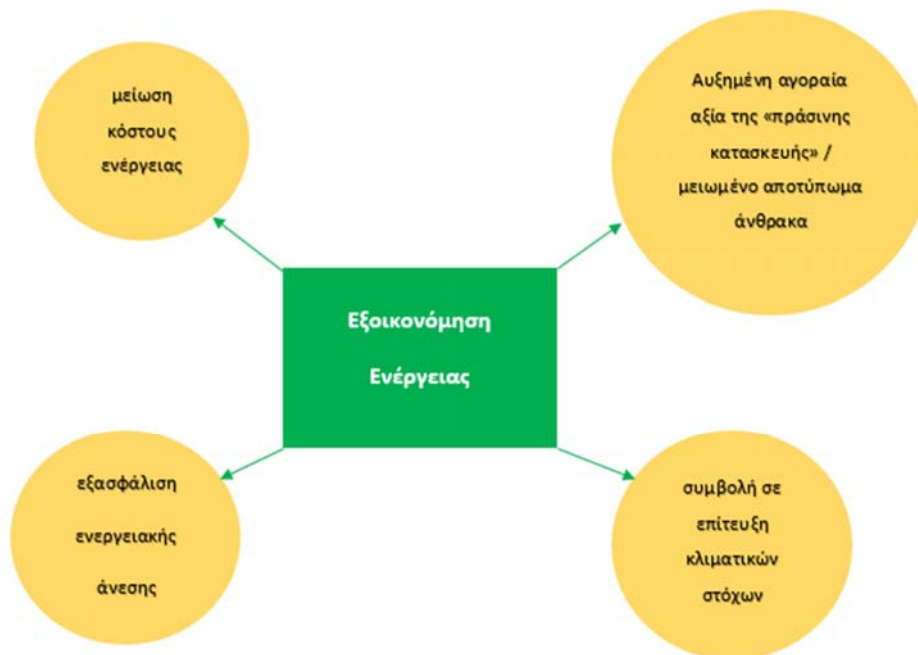 μείωση
κόστους
ενέργειας
Αυξημένη αγοραία
αξία της «πράσινης
κατασκευής» /
μειωμένο αποτύπωμα
άνθρακα
Εξοικονόμηση
Ενέργειας
εξασφάλιση
ενεργειακής
άνεσης
συμβολή σε
επίτευξη
κλιματικών
στόχων